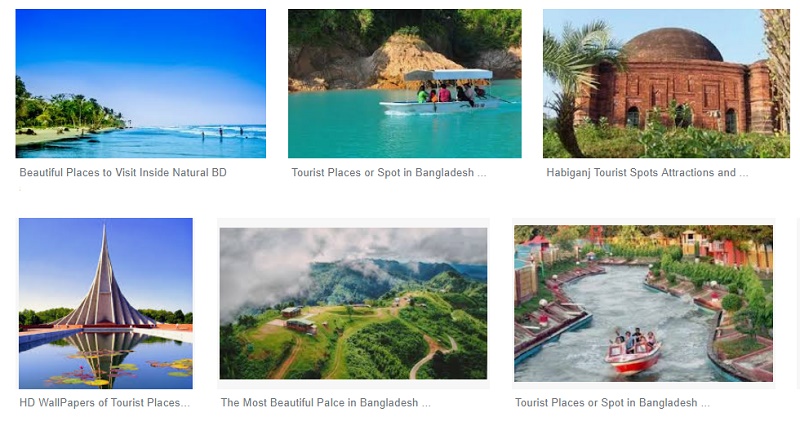 Beautiful Places to Visit Inside Natural BD
Tourist Places or Spot in Bangladesh ...
Habiganj Tourist Spots Attractions and ...
HD WallPapers of Tourist Places...
The Most Beautiful Palce in Bangladesh ...
Tourist Places or Spot in Bangladesh ...